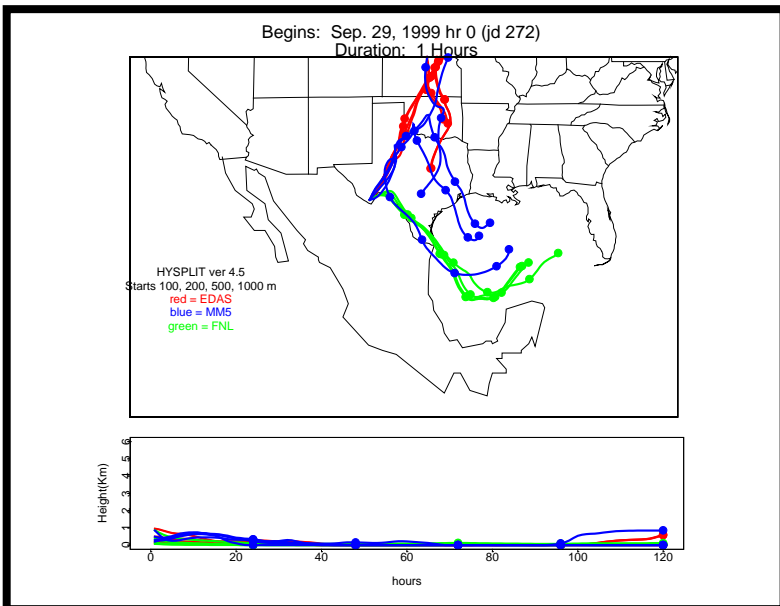 Begins:  Sep. 29, 1999 hr 0 (jd 272)
Duration:  1 Hours
HYSPLIT ver 4.5
Starts 100, 200, 500, 1000 m
red = EDAS
blue = MM5
green = FNL
Height(Km)
6
5
4
3
2
1
0
0 20 40 60 80 100 120
hours